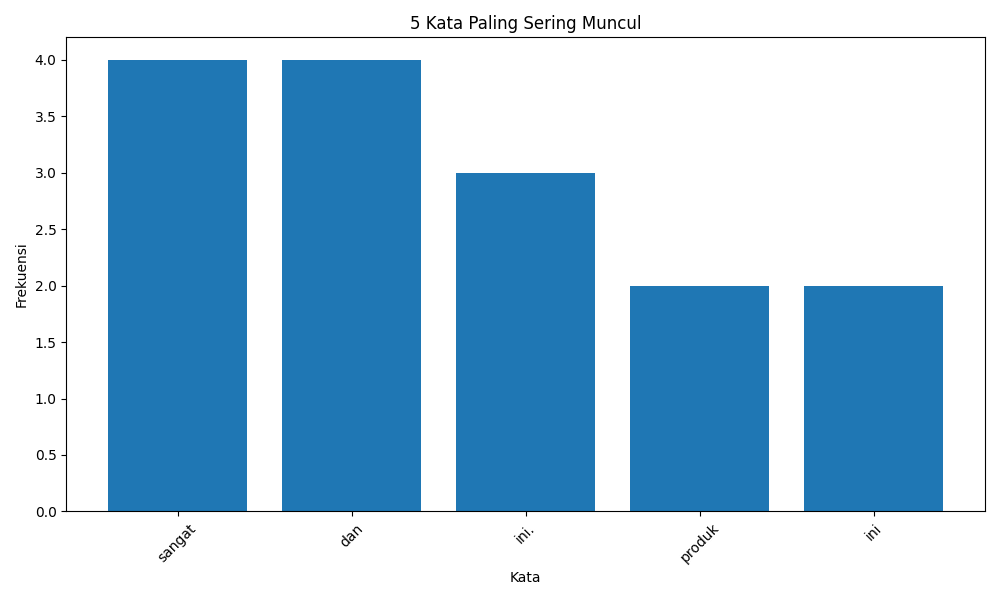 5 Kata Paling Sering Muncul
Frekuensi
4.0
3.5
3.0
2.5
2.0
1.5
1.0
0.5
0.0
sangat
dan
ini.
produk
ini
Kata